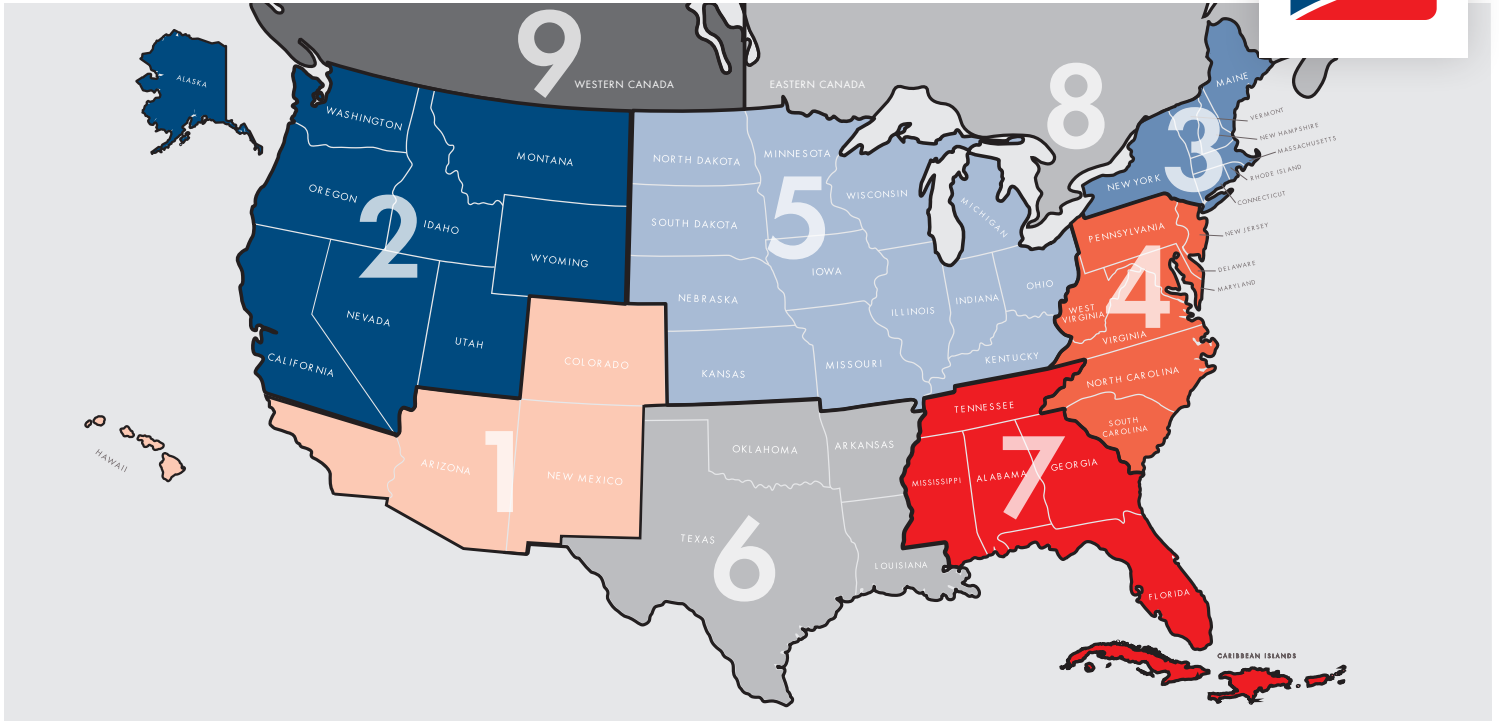 9
WESTERN CANADA
EASTERN CANADA
8
ALASKA
WASHINGTON
MONTANA
OREGON
2
IDAHO
WYOMING
NEVADA
UTAH
CALIFORNIA
NORTH DAKOTA
MINNESOTA
SOUTH DAKOTA
5
WISCONSIN
MICHIGAN
IOWA
NEBRASKA
ILLINOIS
INDIANA
OHIO
KANSAS
MISSOURI
KENTUCKY
MAINE
3
VERMONT
NEW HAMPSHIRE
MASSACHUSETTS
NEW YORK
RHODE ISLAND
CONNECTICUT
PENNSYLVANIA
NEW JERSEY
4
DELAWARE
MARYLAND
WEST
VIRGINIA
VIRGINIA
NORTH CAROLINA
SOUTH
CAROLINA
COLORADO
HAWAII
ARIZONA
1
NEW MEXICO
OKLAHOMA
ARKANSAS
TEXAS
6
LOUISIANA
TENNESSEE
MISSISSIPPI
ALABAMA
7
GEORGIA
FLORIDA
CARIBBEAN ISLANDS